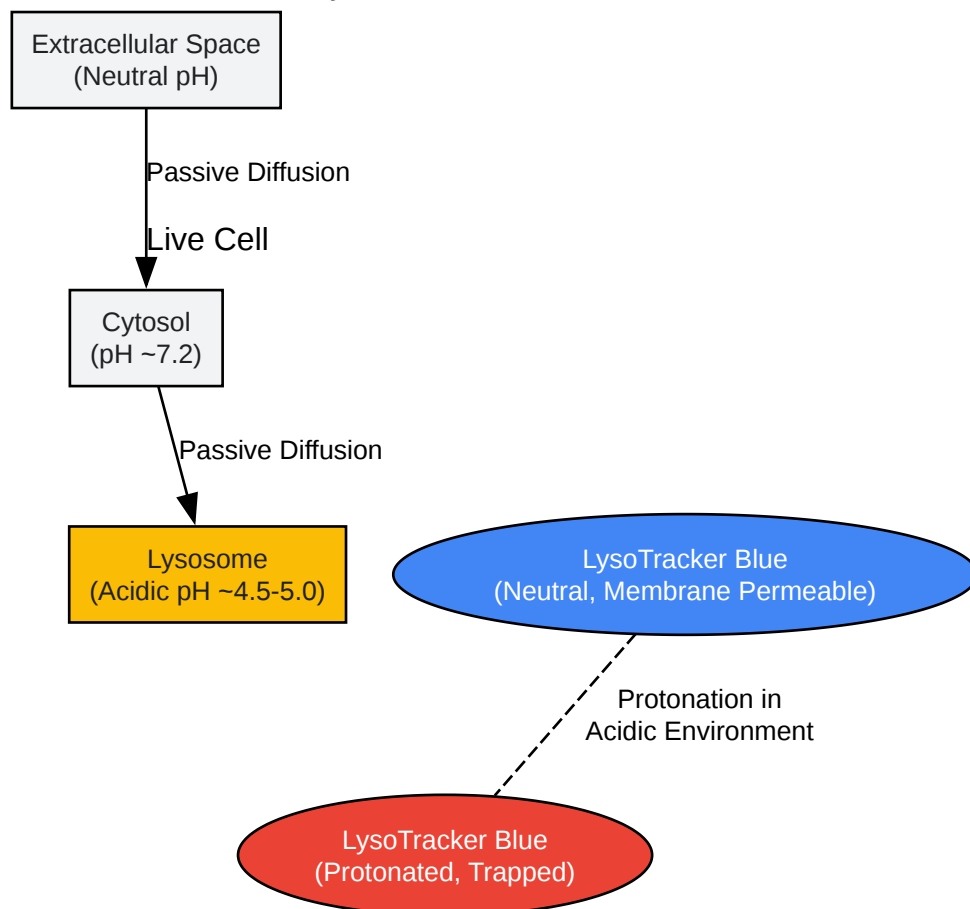 Extracellular Space
(Neutral pH)
Passive Diffusion
Live Cell
Cytosol
(pH ~7.2)
Passive Diffusion
Lysosome
(Acidic pH ~4.5-5.0)
LysoTracker Blue
(Neutral, Membrane Permeable)
Protonation in
Acidic Environment
LysoTracker Blue
(Protonated, Trapped)